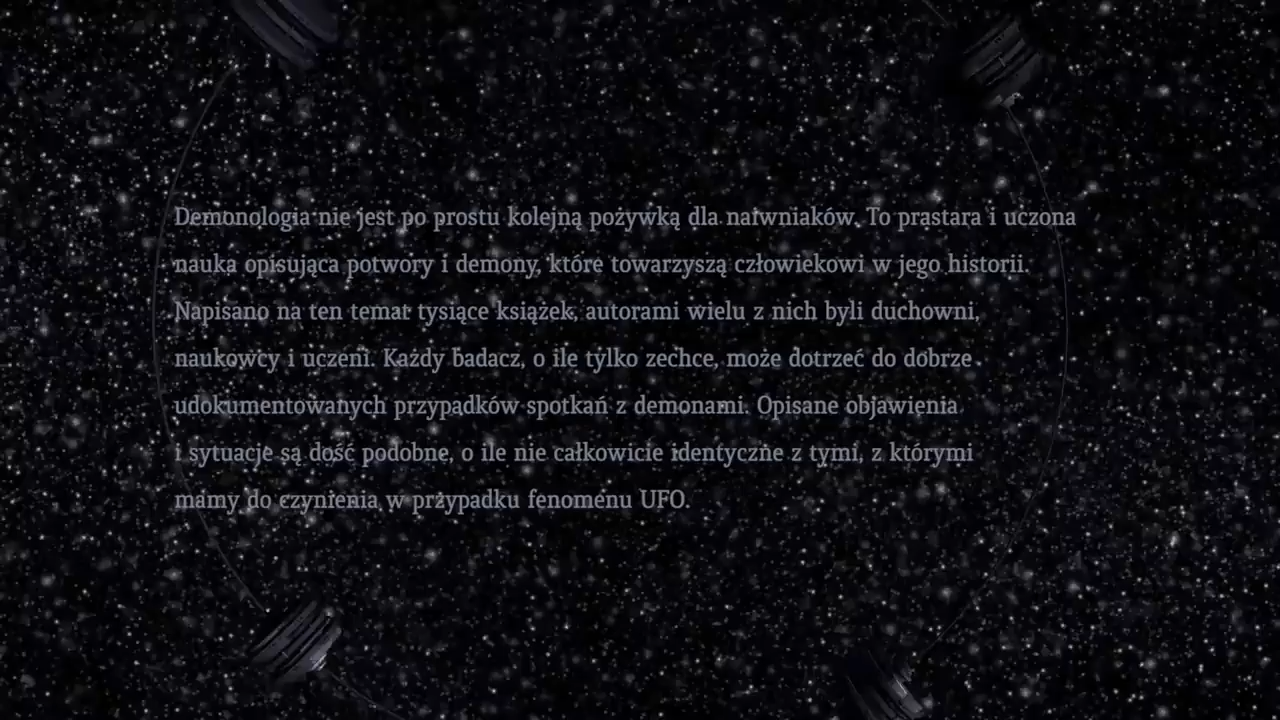 Demonologia nie jest po prostu kolejną pożywką dla naiwniaków. To prastara i uczona
nauka opisująca potwory i demony, które towarzyszą człowiekowi w jego historii.
Napisano na ten temat tysiące książek, autorami wielu z nich byli duchowni,
naukowcy i uczeni. Każdy badacz, o ile tylko zechce, może dotrzeć do dobrze
udokumentowanych przypadków spotkań z demonami. Opisane objawienia
i sytuacje są dość podobne, o ile nie całkowicie identyczne z tymi, z którymi
mamy do czynienia w przypadku fenomenu UFO.